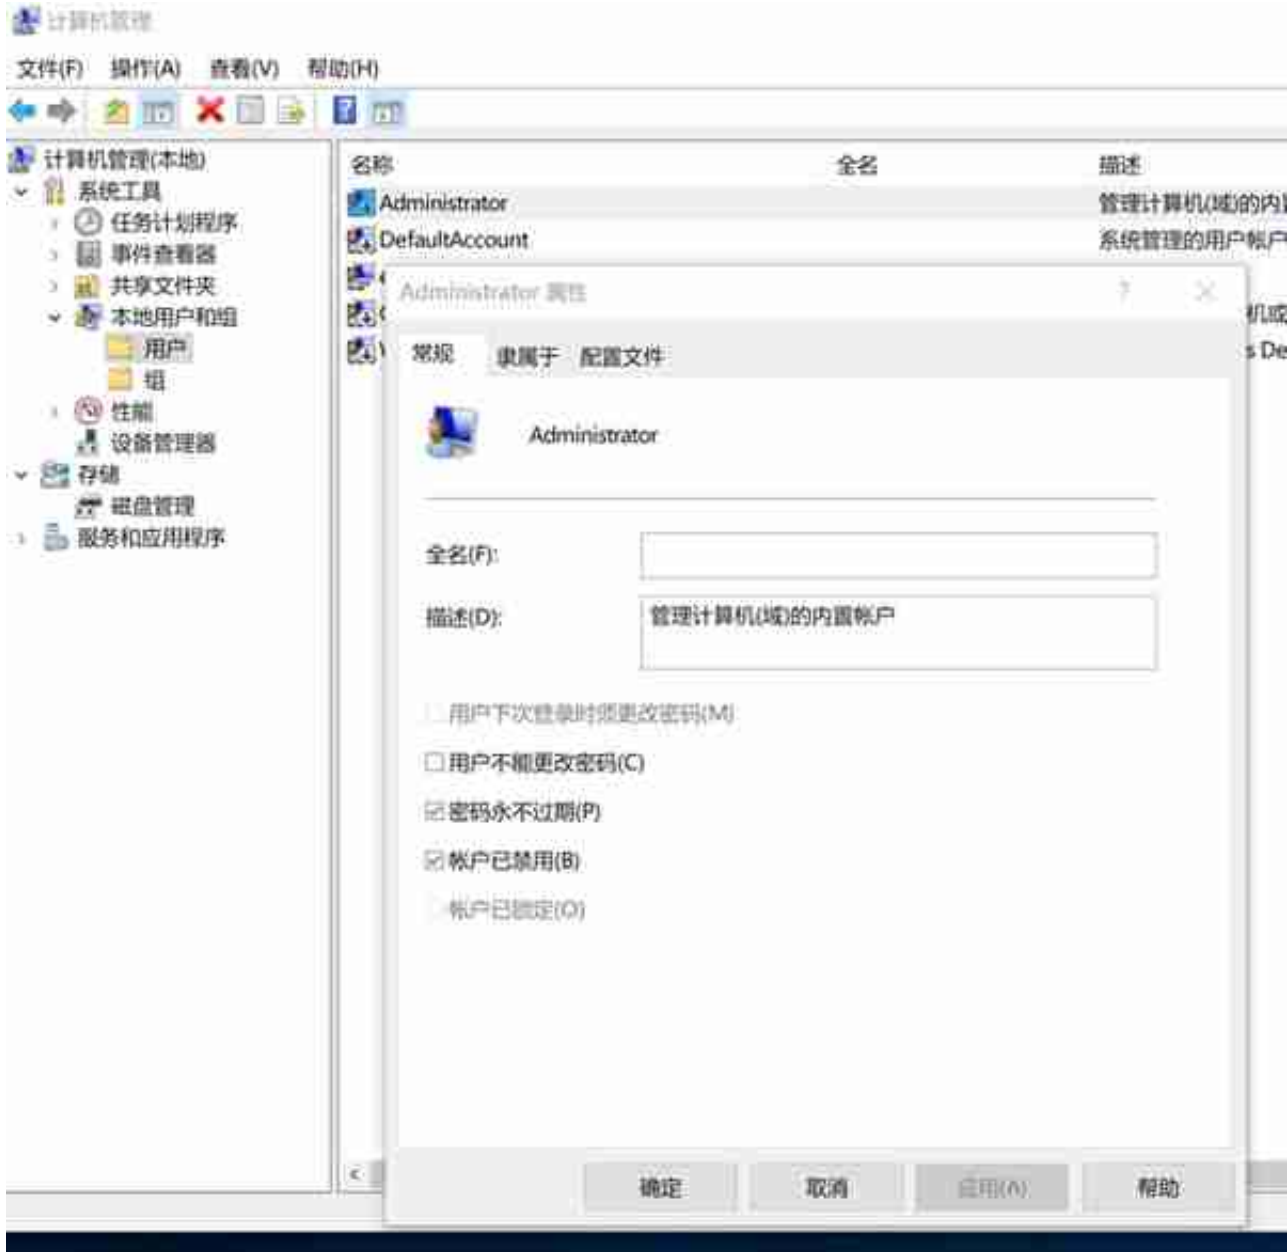 计算机管理
文件(F) 操作(A) 查看(V) 帮助(H)
计算机管理(本地)
系统工具
任务计划程序
事件查看器
共享文件夹
本地用户和组
用户
组
性能
设备管理器
存储
磁盘管理
服务和应用程序
名称 全名 描述
Administrator 管理计算机(域)的内置
DefaultAccount 系统管理的用户帐户
机或
s De
Administrator 属性
常规 隶属于 配置文件
Administrator
全名(F):
描述(D): 管理计算机(域)的内置帐户
用户下次登录时须更改密码(M)
用户不能更改密码(C)
密码永不过期(P)
帐户已禁用(B)
帐户已锁定(O)
确定 取消 应用(A) 帮助